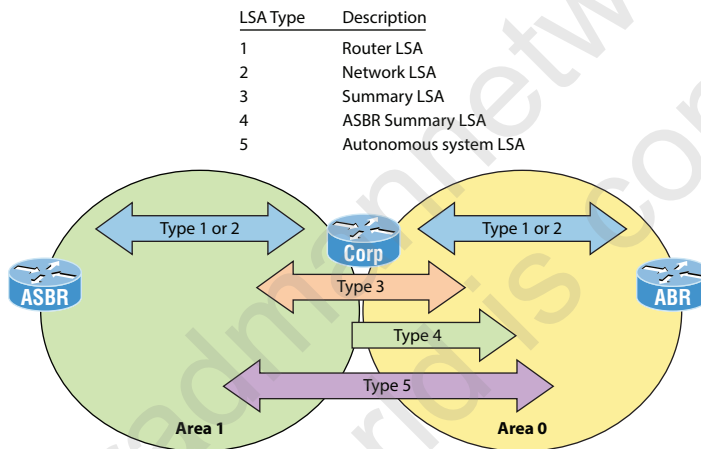 LSA Type Description
1 Router LSA
2 Network LSA
3 Summary LSA
4 ASBR Summary LSA
5 Autonomous system LSA
Type 1 or 2
Type 1 or 2
Corp
ASBR
Type 3
ABR
Type 4
Type 5
Area 1
Area 0